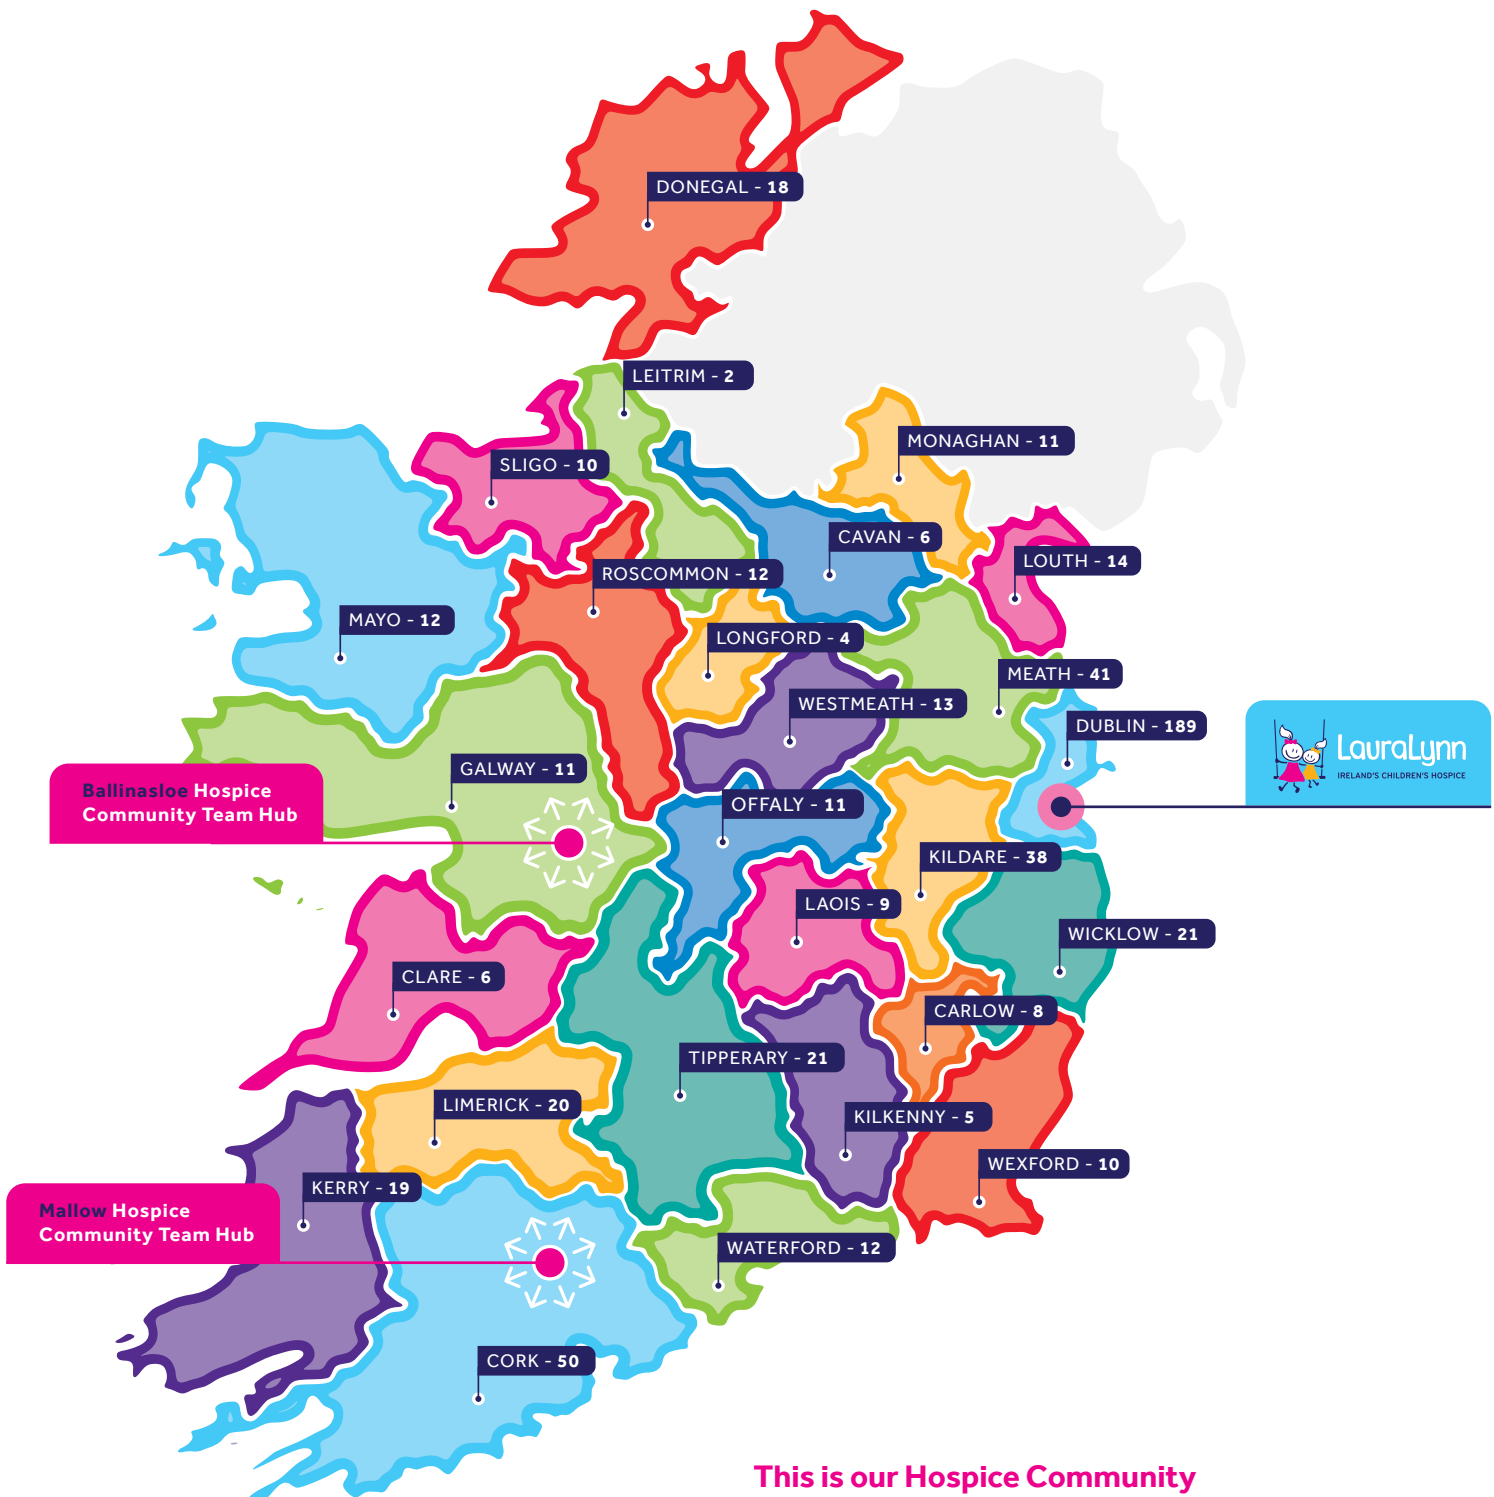 DONEGAL - 18
LEITRIM - 2
MONAGHAN - 11
SLIGO - 10
CAVAN - 6
LOUTH - 14
ROSCOMMON - 12
MAYO - 12
LONGFORD - 4
MEATH - 41
WESTMEATH - 13
DUBLIN - 189
LauraLynn
IRELAND'S CHILDREN'S HOSPICE
GALWAY - 11
Ballinasloe Hospice
Community Team Hub
OFFALY - 11
KILDARE - 38
LAOIS - 9
WICKLOW - 21
CLARE - 6
CARLOW - 8
TIPPERARY - 21
LIMERICK - 20
KILKENNY - 5
WEXFORD - 10
KERRY - 19
Mallow Hospice
Community Team Hub
WATERFORD - 12
CORK - 50
This is our Hospice Community